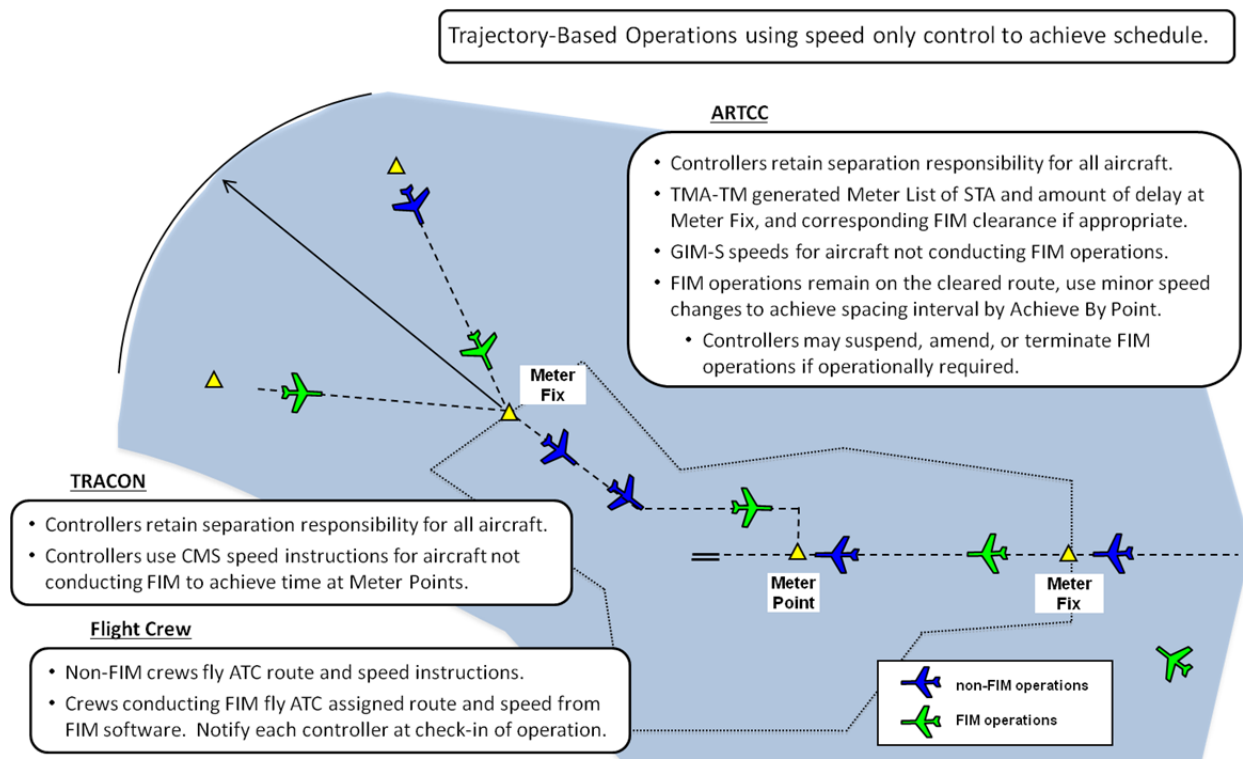 Trajectory-Based Operations using speed only control to achieve schedule.
ARTCC
• Controllers retain separation responsibility for all aircraft.
• TMA-TM generated Meter List of STA and amount of delay at
Meter Fix, and corresponding FIM clearance if appropriate.
• GIM-S speeds for aircraft not conducting FIM operations.
• FIM operations remain on the cleared route, use minor speed
changes to achieve spacing interval by Achieve By Point.
• Controllers may suspend, amend, or terminate FIM
operations if operationally required.
Meter
Fix
TRACON
• Controllers retain separation responsibility for all aircraft.
• Controllers use CMS speed instructions for aircraft not
conducting FIM to achieve time at Meter Points.
Meter
Point
Meter
Fix
Flight Crew
• Non-FIM crews fly ATC route and speed instructions.
• Crews conducting FIM fly ATC assigned route and speed from
FIM software.  Notify each controller at check-in of operation.
non-FIM operations
FIM operations